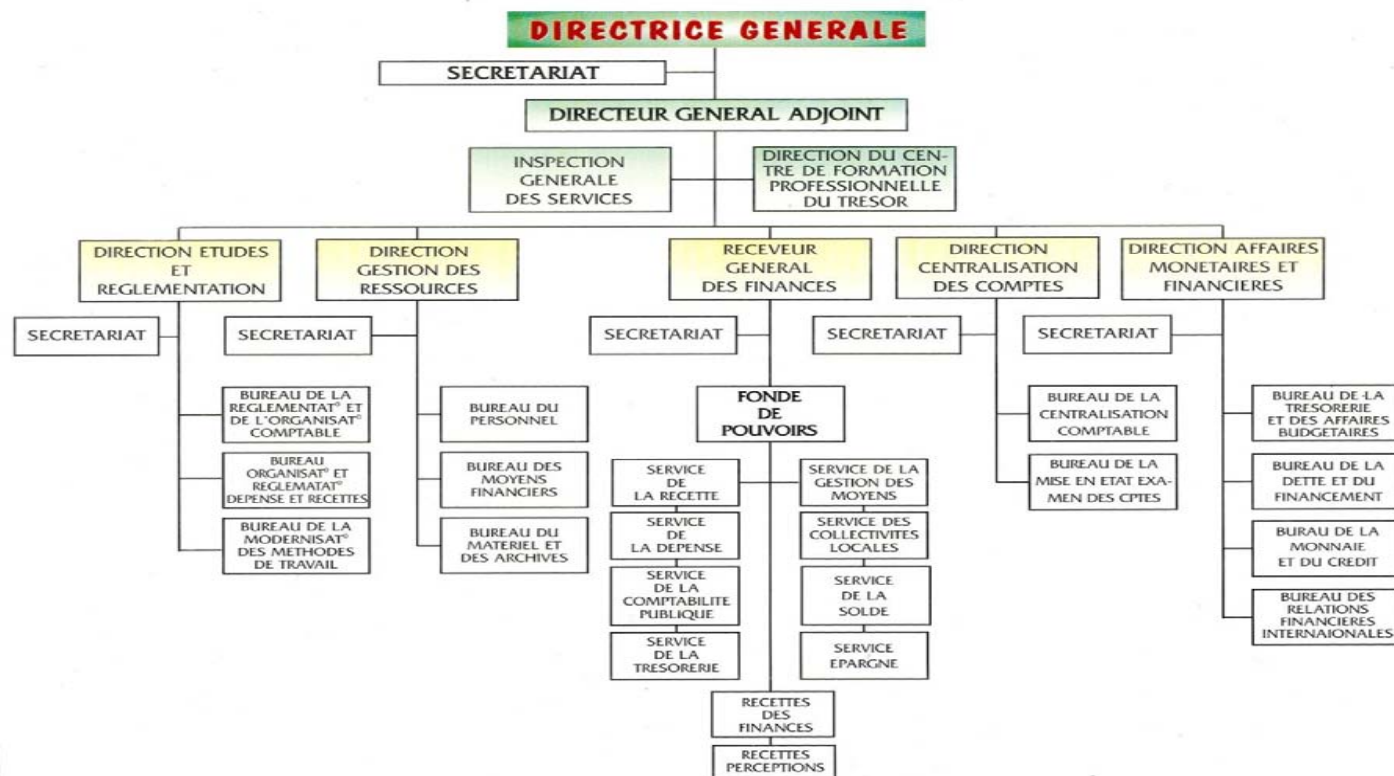 DIRECTRICE GENERALE
SECRETARIAT
DIRECTEUR GENERAL ADJOINT
INSPECTION
GENERALE
DES SERVICES
DIRECTION DU CEN-
TRE DE FORMATION
PROFESSIONNELLE
DU TRESOR
DIRECTION ETUDES
ET
REGLEMENTATION
DIRECTION
GESTION DES
RESSOURCES
RECEVEUR
GENERAL
DES FINANCES
DIRECTION
CENTRALISATION
DES COMPTES
DIRECTION AFFAIRES
MONETAIRES ET
FINANCIERES
SECRETARIAT
SECRETARIAT
SECRETARIAT
SECRETARIAT
SECRETARIAT
BUREAU DE LA
REGLEMENTAT° ET
DE L'ORGANISAT°
COMPTABLE
BUREAU
ORGANISAT° ET
REGLEMATAT°
DEPENSE ET RECETTES
BUREAU DE LA
MODERNISAT°
DES METHODES
DE TRAVAIL
BUREAU DU
PERSONNEL
BUREAU DES
MOYENS
FINANCIERS
BUREAU DU
MATERIEL ET
DES ARCHIVES
FONDE
DE
POUVOIRS
SERVICE
DE
LA RECETTE
SERVICE
DE
LA DEPENSE
SERVICE
DE LA
COMPTABILITE
PUBLIQUE
SERVICE
DE LA
TRESORERIE
SERVICE DE LA
GESTION DES
MOYENS
SERVICE DES
COLLECTIVITES
LOCALES
SERVICE
DE LA
SOLDE
SERVICE
EPARGNE
RECETTES
DES
FINANCES
RECETTES
PERCEPTIONS
BUREAU DE LA
CENTRALISATION
COMPTABLE
BUREAU DE LA
MISE EN ETAT EXA-
MEN DES CPTES
BUREAU DE LA
TRESORERIE
ET DES AFFAIRES
BUDGETAIRES
BUREAU DE LA
DETTE ET DU
FINANCEMENT
BURAU DE LA
MONNAIE
ET DU CREDIT
BUREAU DES
RELATIONS
FINANCIERES
INTERNAIONALES